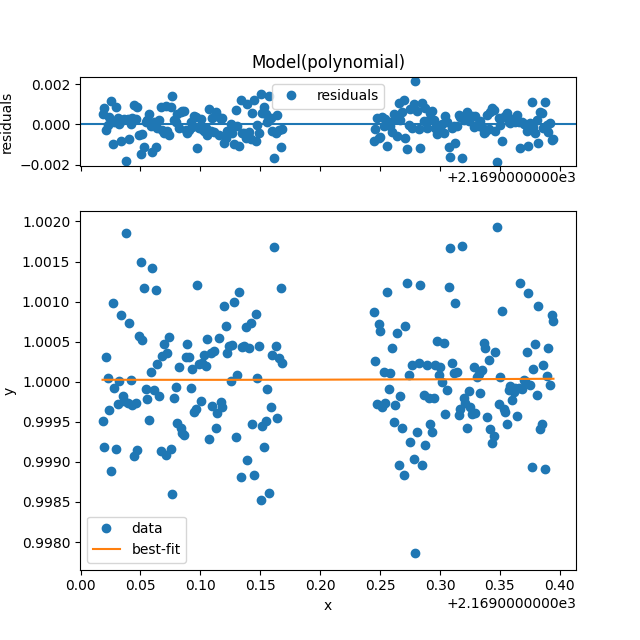 Model(polynomial)
0.002
0.000
−0.002
residuals
residuals
+2.1690000000e3
1.0020
1.0015
1.0010
1.0005
1.0000
0.9995
0.9990
0.9985
0.9980
y
data
best-fit
0.00 0.05 0.10 0.15 0.20 0.25 0.30 0.35 0.40
x
+2.1690000000e3